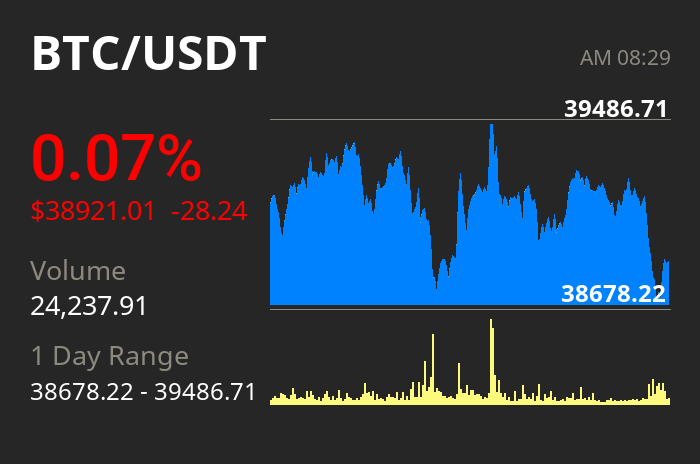 BTC/USDT
AM 08:29
39486.71
0.07%
$38921.01 -28.24
Volume
24,237.91
38678.22
1 Day Range
38678.22 - 39486.71